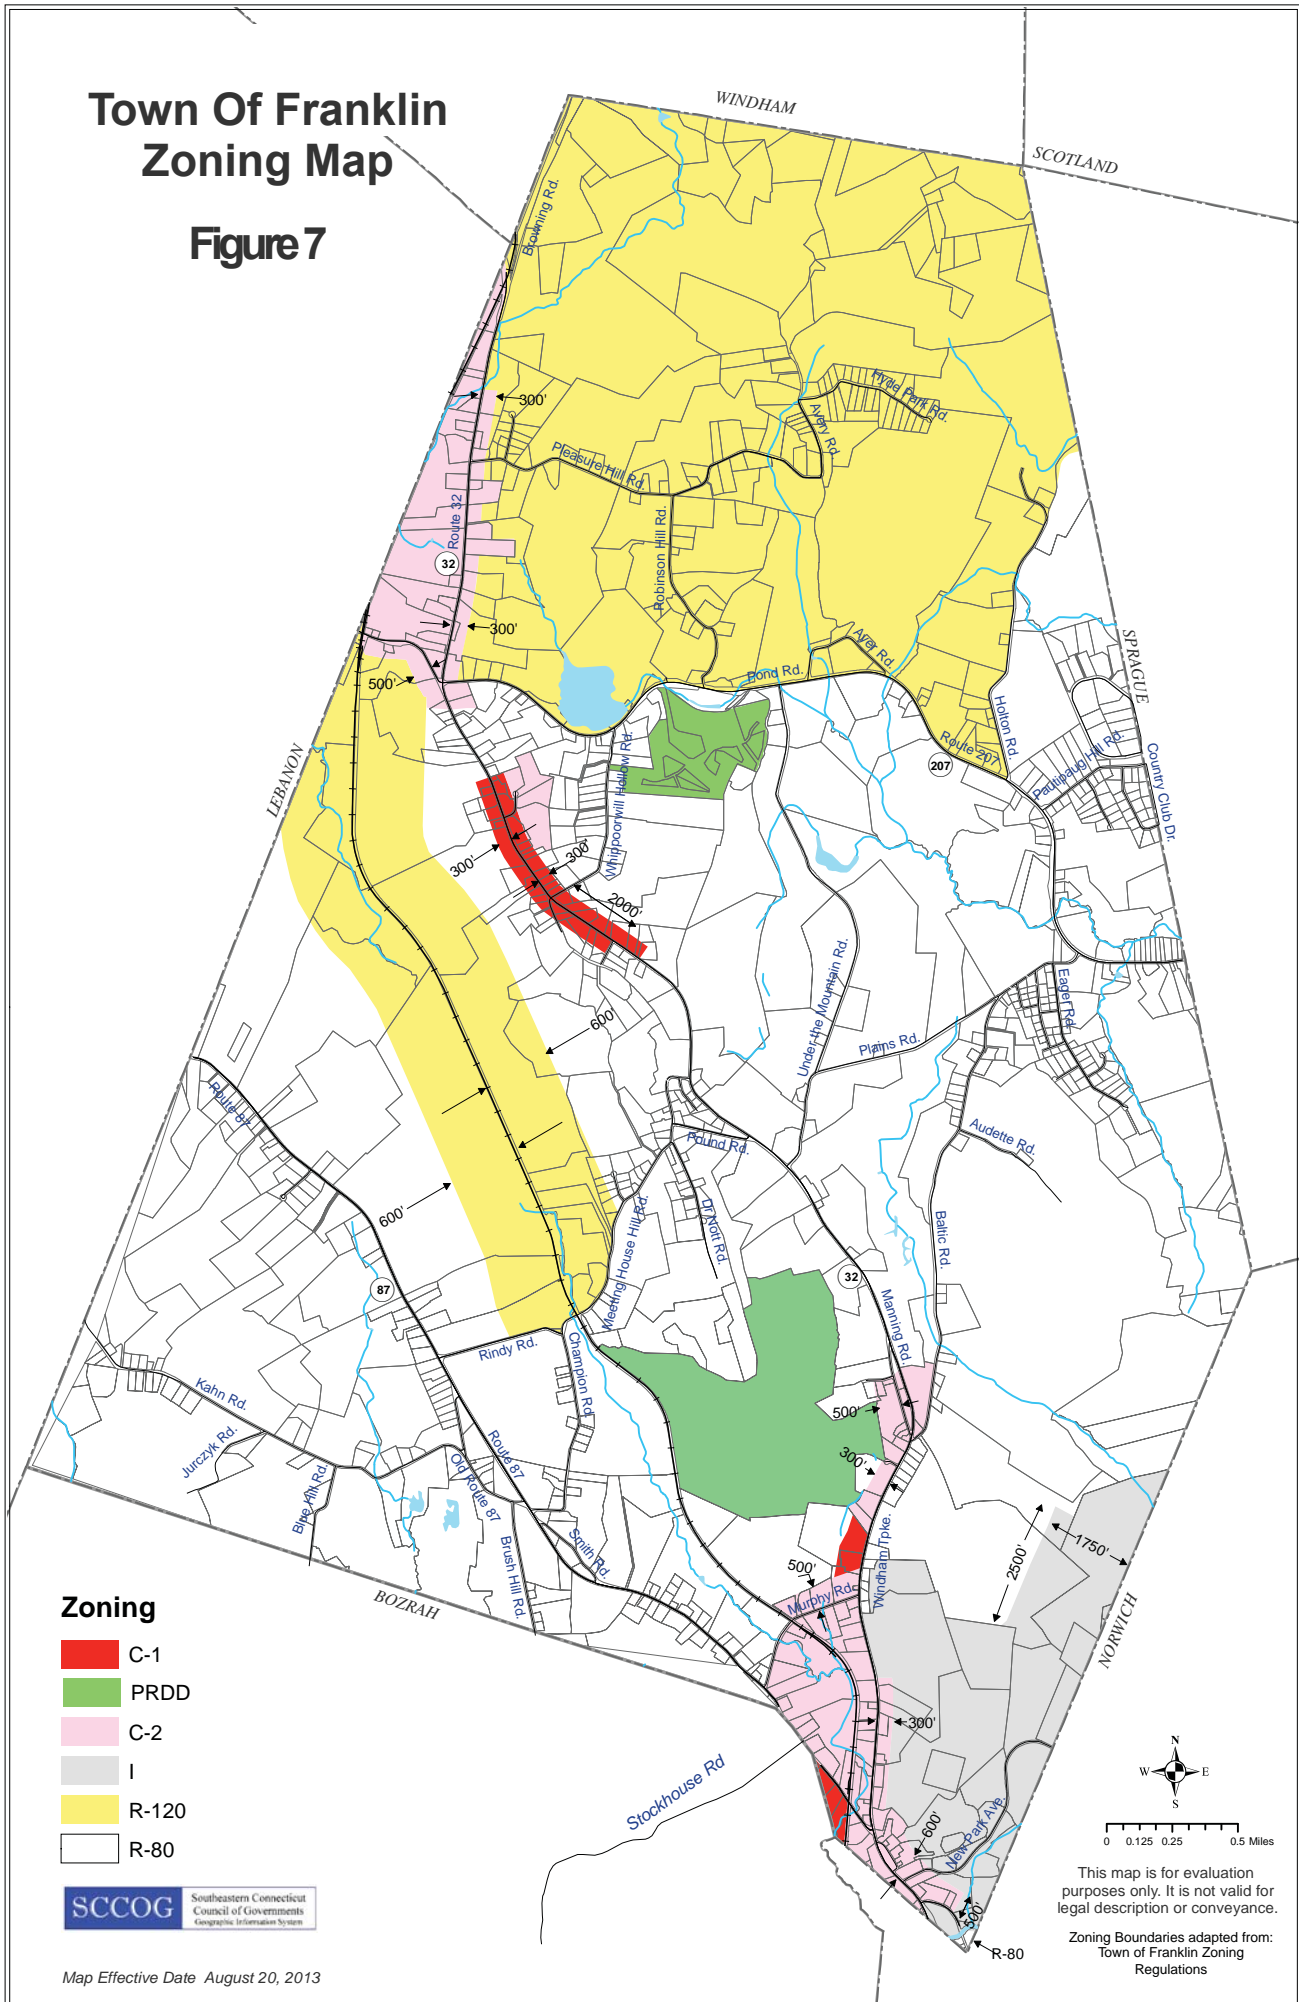 Town Of Franklin
Zoning Map
Figure 7
WINDHAM
SCOTLAND
Browning Rd.
300'
Hyde Park Rd.
Avery Rd.
Pleasure Hill Rd.
Route 32
32
Robinson Hill Rd.
300'
Ayer Rd.
SPRAGUE
500'
Pond Rd.
Holton Rd.
Route 207
207
Pautipaug Hill Rd.
Country Club Dr.
LEBANON
Whippoorwill Hollow Rd.
300'
300'
2000'
Under the Mountain Rd.
Eager Rd.
600'
Plains Rd.
Route 87
Pound Rd.
Audette Rd.
600'
Meeting House Hill Rd.
Dr Nott Rd.
Baltic Rd.
87
32
Manning Rd.
Rindy Rd.
Champion Rd.
Kahn Rd.
500'
Jurczyk Rd.
Route 87
300'
Old Route 87
Blue Hill Rd.
Brush Hill Rd.
Smith Rd.
Windham Tpke.
2500'
1750'
500'
Murphy Rd.
BOZRAH
NORWICH
300'
Stockhouse Rd
600'
New Park Ave.
500'
R-80
Zoning
C-1
PRDD
C-2
I
R-120
R-80
SCCOG
Southeastern Connecticut
Council of Governments
Geographic Information System
Map Effective Date August 20, 2013
N
W E
S
0 0.125 0.25 0.5 Miles
This map is for evaluation
purposes only. It is not valid for
legal description or conveyance.
Zoning Boundaries adapted from:
Town of Franklin Zoning
Regulations